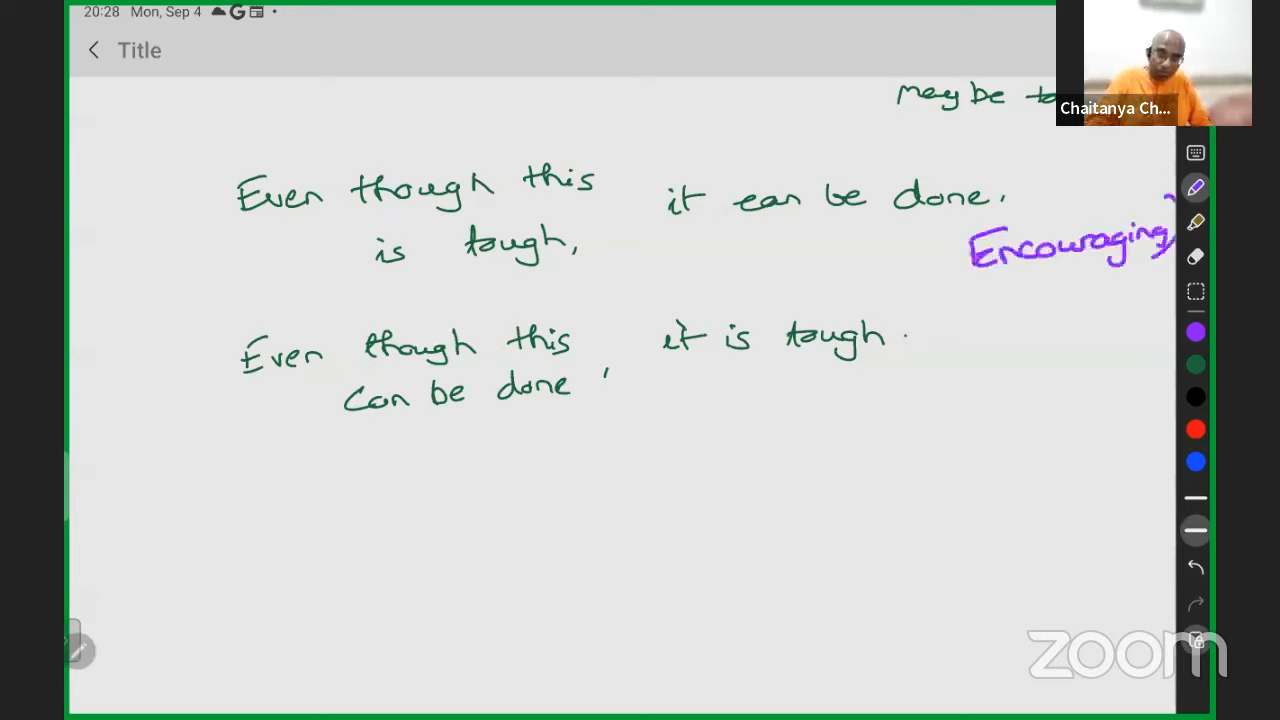 20:28 Mon, Sep 4
Title
Chaitanya Ch...
may be
Even though this it can be done.
is tough,
Encouraging
Even though this it is tough.
Can be done,
zoom